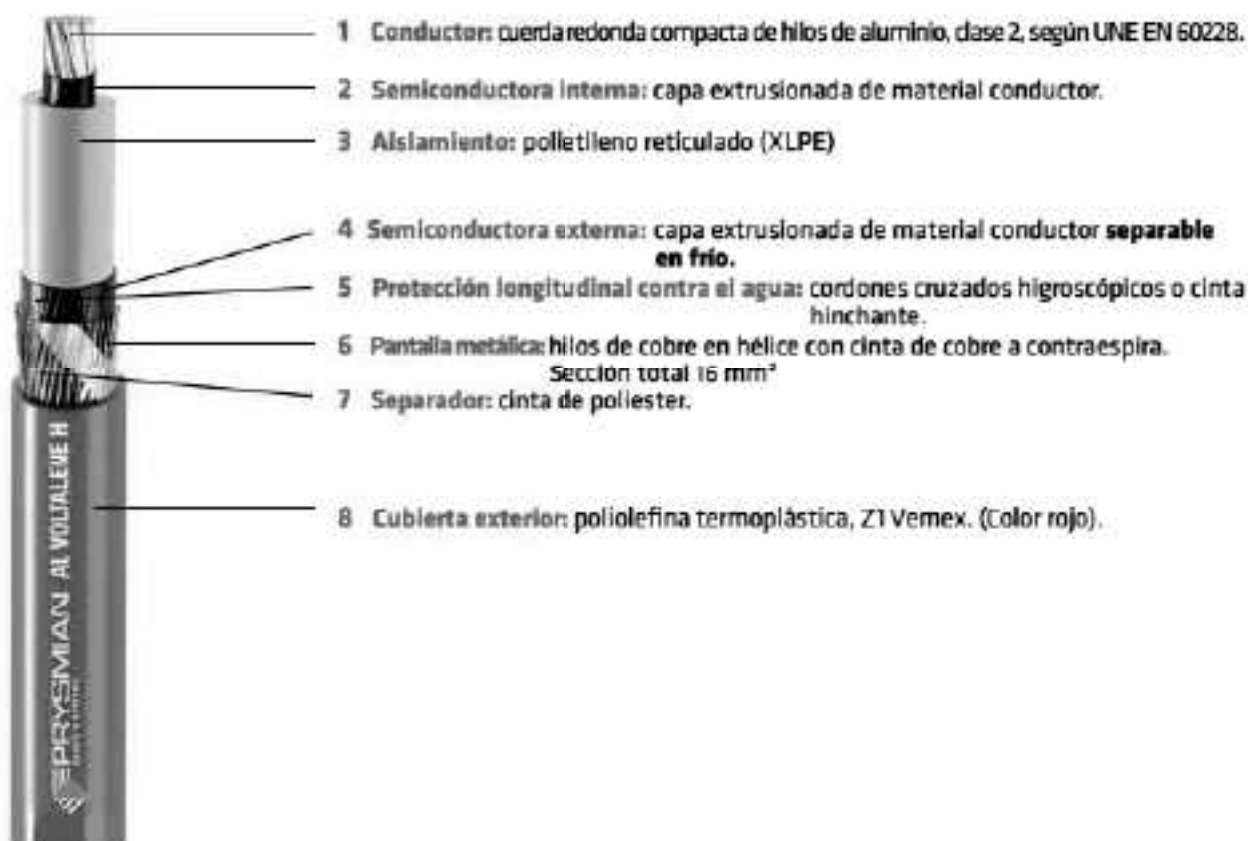 1 Conductor: cuerda redonda compacta de hilos de aluminio, clase 2, según UNE EN 60228.
2 Semiconductora interna: capa extrusionada de material conductor.
3 Aislamiento: polietileno reticulado (XLPE)
4 Semiconductora externa: capa extrusionada de material conductor separable
en frío.
5 Protección longitudinal contra el agua: cordones cruzados higroscópicos o cinta
hinchante.
6 Pantalla metálica: hilos de cobre en hélice con cinta de cobre a contraespira.
Sección total 16 mm²
7 Separador: cinta de poliester.
8 Cubierta exterior: poliolefina termoplástica, Z1 Vemex. (Color rojo).
PRYSMIAN AL VOLTALENE H